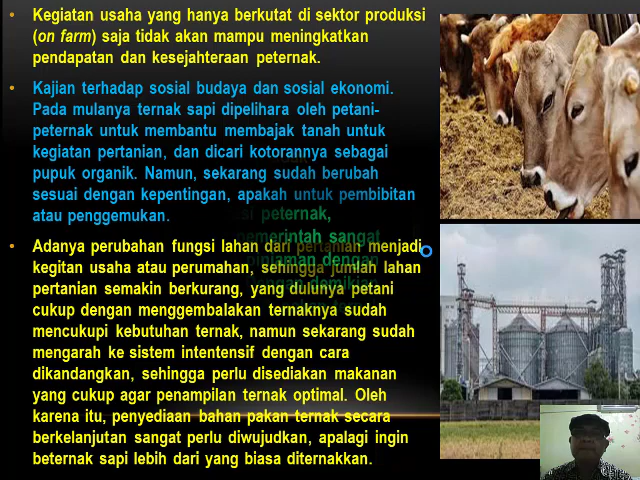 Kegiatan usaha yang hanya berkutat di sektor produksi
(on farm) saja tidak akan mampu meningkatkan
pendapatan dan kesejahteraan peternak.
Kajian terhadap sosial budaya dan sosial ekonomi.
Pada mulanya ternak sapi dipelihara oleh petani-
peternak untuk membantu membajak tanah untuk
kegiatan pertanian, dan dicari kotorannya sebagai
pupuk organik. Namun, sekarang sudah berubah
sesuai dengan kepentingan, apakah untuk pembibitan
atau penggemukan.
peternak,
pemerintah sangat
dengan
Adanya perubahan fungsi lahan dari pertanian menjadi
kegitan usaha atau perumahan, sehingga jumlah lahan
pertanian semakin berkurang, yang dulunya petani
cukup dengan menggembalakan ternaknya sudah
mencukupi kebutuhan ternak, namun sekarang sudah
mengarah ke sistem intentensif dengan cara
dikandangkan, sehingga perlu disediakan makanan
yang cukup agar penampilan ternak optimal. Oleh
karena itu, penyediaan bahan pakan ternak secara
berkelanjutan sangat perlu diwujudkan, apalagi ingin
beternak sapi lebih dari yang biasa diternakkan.